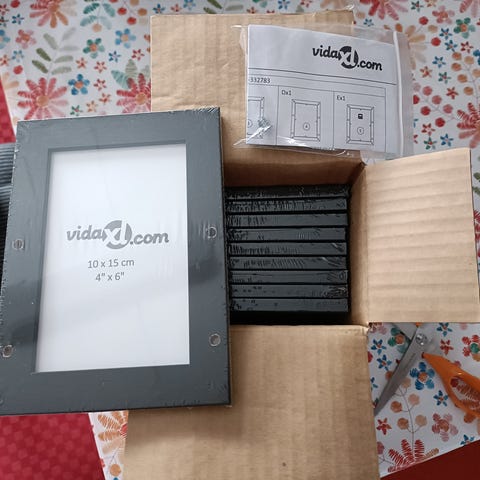 vidaXL.com
-332783
Dx1
Ex1
vidaXL.com
10 x 15 cm
4" x 6"